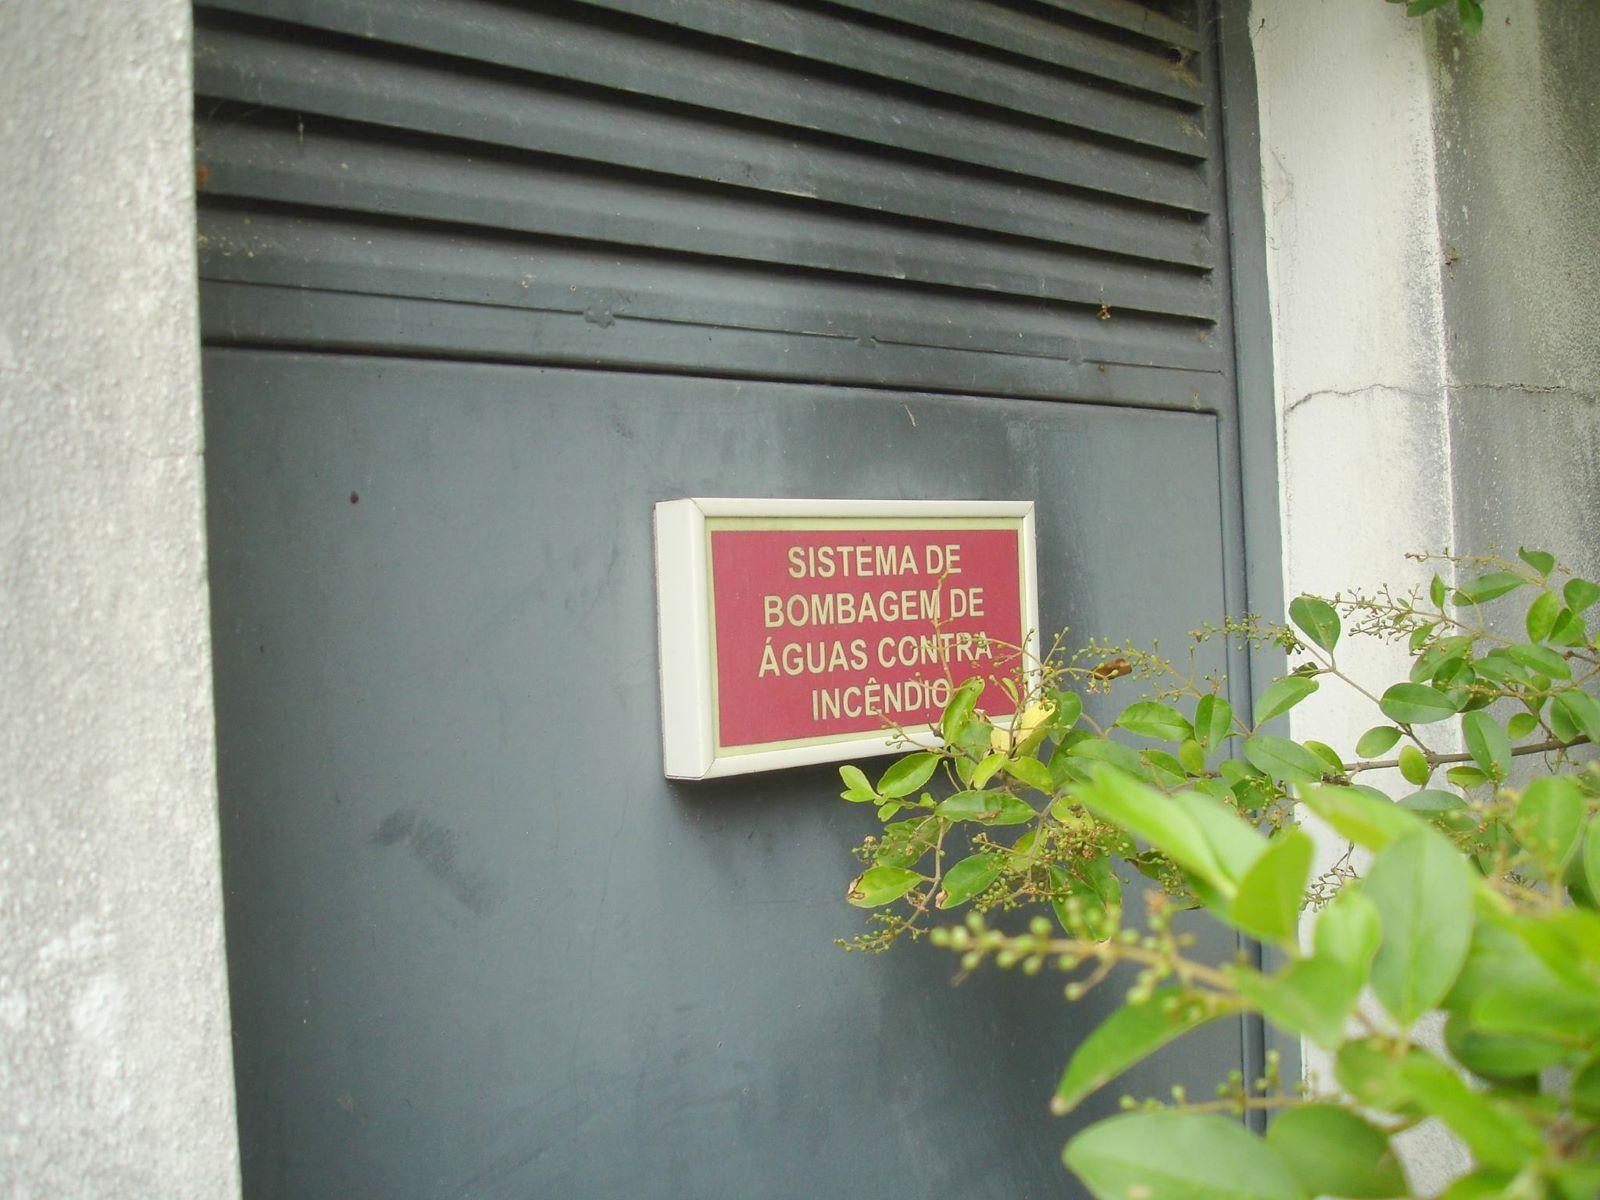 SISTEMA DE
BOMBAGEM DE
ÁGUAS CONTRA
INCÊNDIO